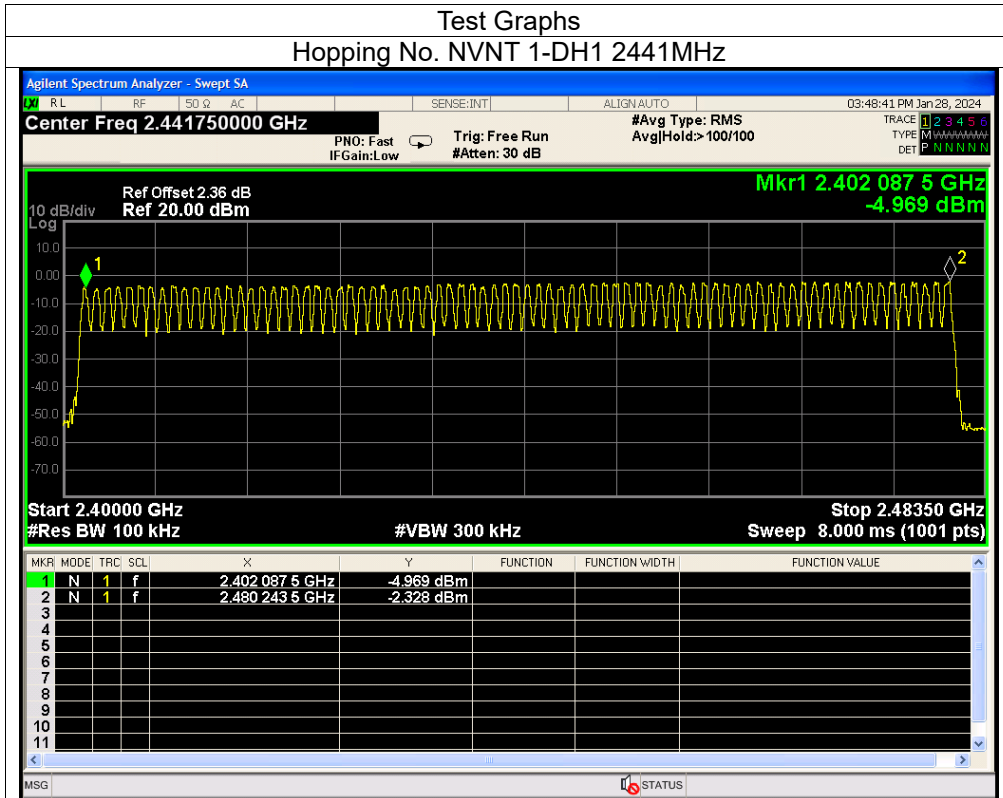 Test Graphs
Hopping No. NVNT 1-DH1 2441MHz
Agilent Spectrum Analyzer - Swept SA
LXI RL RF 50 Ω AC SENSE:INT ALIGN AUTO 03:48:41 PM Jan 28, 2024
Center Freq 2.441750000 GHz #Avg Type: RMS TRACE 1 2 3 4 5 6
PNO: Fast Trig: Free Run Avg|Hold:>100/100 TYPE MWWWWW
IFGain:Low #Atten: 30 dB DET P N N N N N
Mkr1 2.402 087 5 GHz
Ref Offset 2.36 dB
10 dB/div Ref 20.00 dBm -4.969 dBm
Log
10.0
1
2
0.00
-10.0
-20.0
-30.0
-40.0
-50.0
-60.0
-70.0
Start 2.40000 GHz Stop 2.48350 GHz
#Res BW 100 kHz #VBW 300 kHz Sweep 8.000 ms (1001 pts)
MKR MODE TRC SCL X Y FUNCTION FUNCTION WIDTH FUNCTION VALUE
1 N 1 f 2.402 087 5 GHz -4.969 dBm
2 N 1 f 2.480 243 5 GHz -2.328 dBm
3
4
5
6
7
8
9
10
11
MSG STATUS